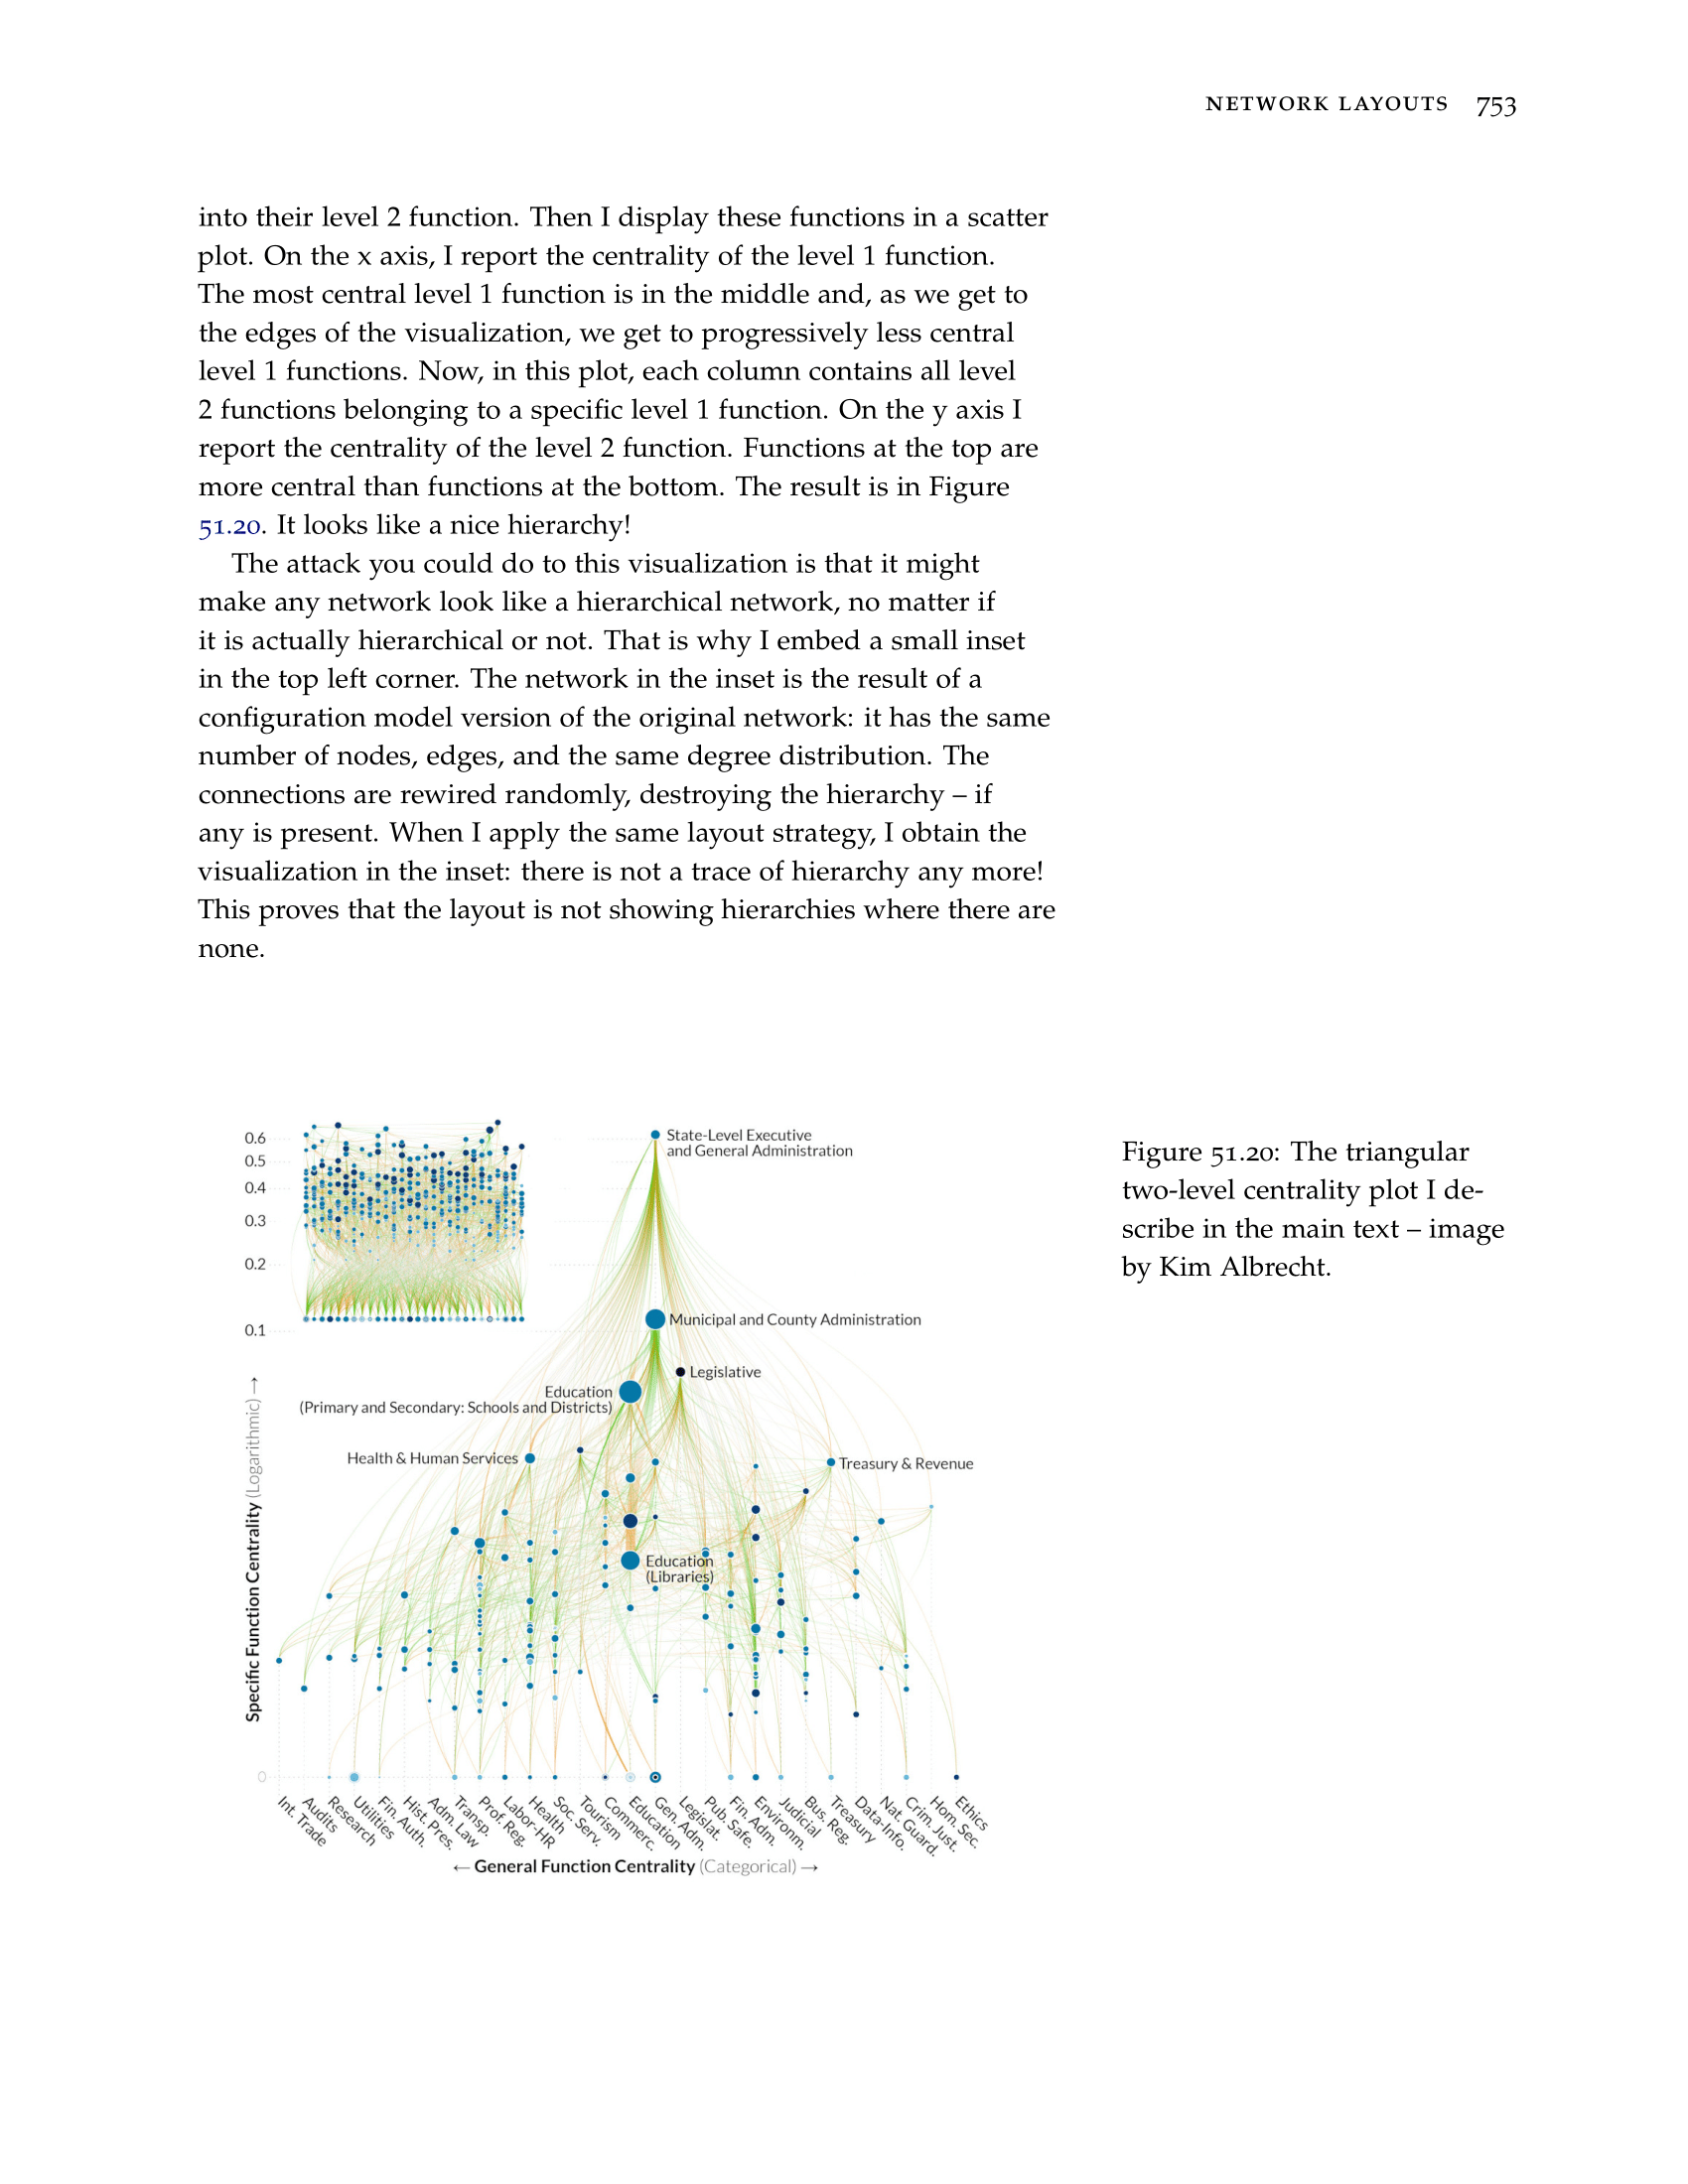 NETWORK LAYOUTS 753
into their level 2 function. Then I display these functions in a scatter
plot. On the x axis, I report the centrality of the level 1 function.
The most central level 1 function is in the middle and, as we get to
the edges of the visualization, we get to progressively less central
level 1 functions. Now, in this plot, each column contains all level
2 functions belonging to a specific level 1 function. On the y axis I
report the centrality of the level 2 function. Functions at the top are
more central than functions at the bottom. The result is in Figure
51.20. It looks like a nice hierarchy!
The attack you could do to this visualization is that it might
make any network look like a hierarchical network, no matter if
it is actually hierarchical or not. That is why I embed a small inset
in the top left corner. The network in the inset is the result of a
configuration model version of the original network: it has the same
number of nodes, edges, and the same degree distribution. The
connections are rewired randomly, destroying the hierarchy – if
any is present. When I apply the same layout strategy, I obtain the
visualization in the inset: there is not a trace of hierarchy any more!
This proves that the layout is not showing hierarchies where there are
none.
0.6
0.5
0.4
0.3
0.2
0.1
0
Specific Function Centrality (Logarithmic) →
State-Level Executive
and General Administration
Municipal and County Administration
Legislative
Education
(Primary and Secondary: Schools and Districts)
Health & Human Services
Treasury & Revenue
Education
(Libraries)
Int. Trade
Audits
Research
Utilities
Fin. Auth.
Hist. Pres.
Adm. Law
Transp.
Prof. Reg.
Labor-HR
Health
Soc. Serv.
Tourism
Commerc.
Education
Gen. Adm.
Legislat.
Pub. Safe.
Fin. Adm.
Environm.
Judicial
Bus. Reg.
Treasury
Data-Info.
Nat. Guard.
Crim. Just.
Hom. Sec.
Ethics
← General Function Centrality (Categorical) →
Figure 51.20: The triangular
two-level centrality plot I de-
scribe in the main text – image
by Kim Albrecht.